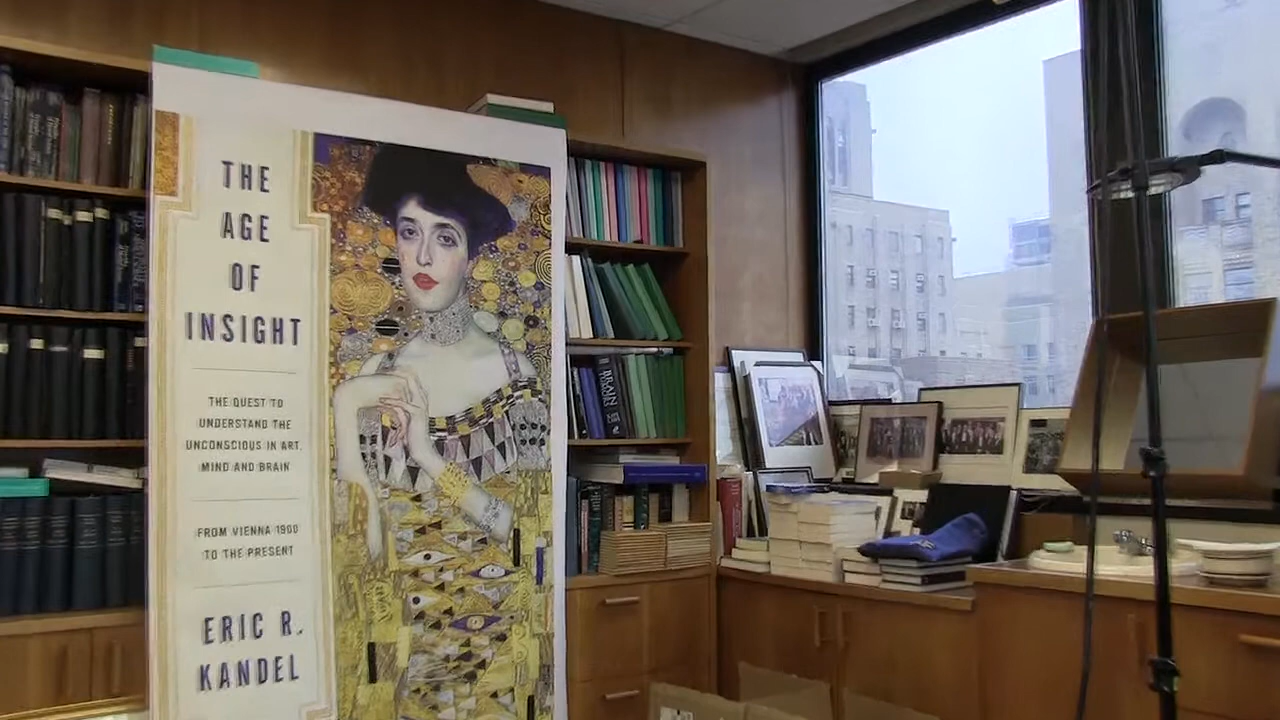 THE
AGE
OF
INSIGHT
THE QUEST TO
UNDERSTAND THE
UNCONSCIOUS IN ART,
MIND AND BRAIN
FROM VIENNA 1900
TO THE PRESENT
ERIC R.
KANDEL
BRAIN